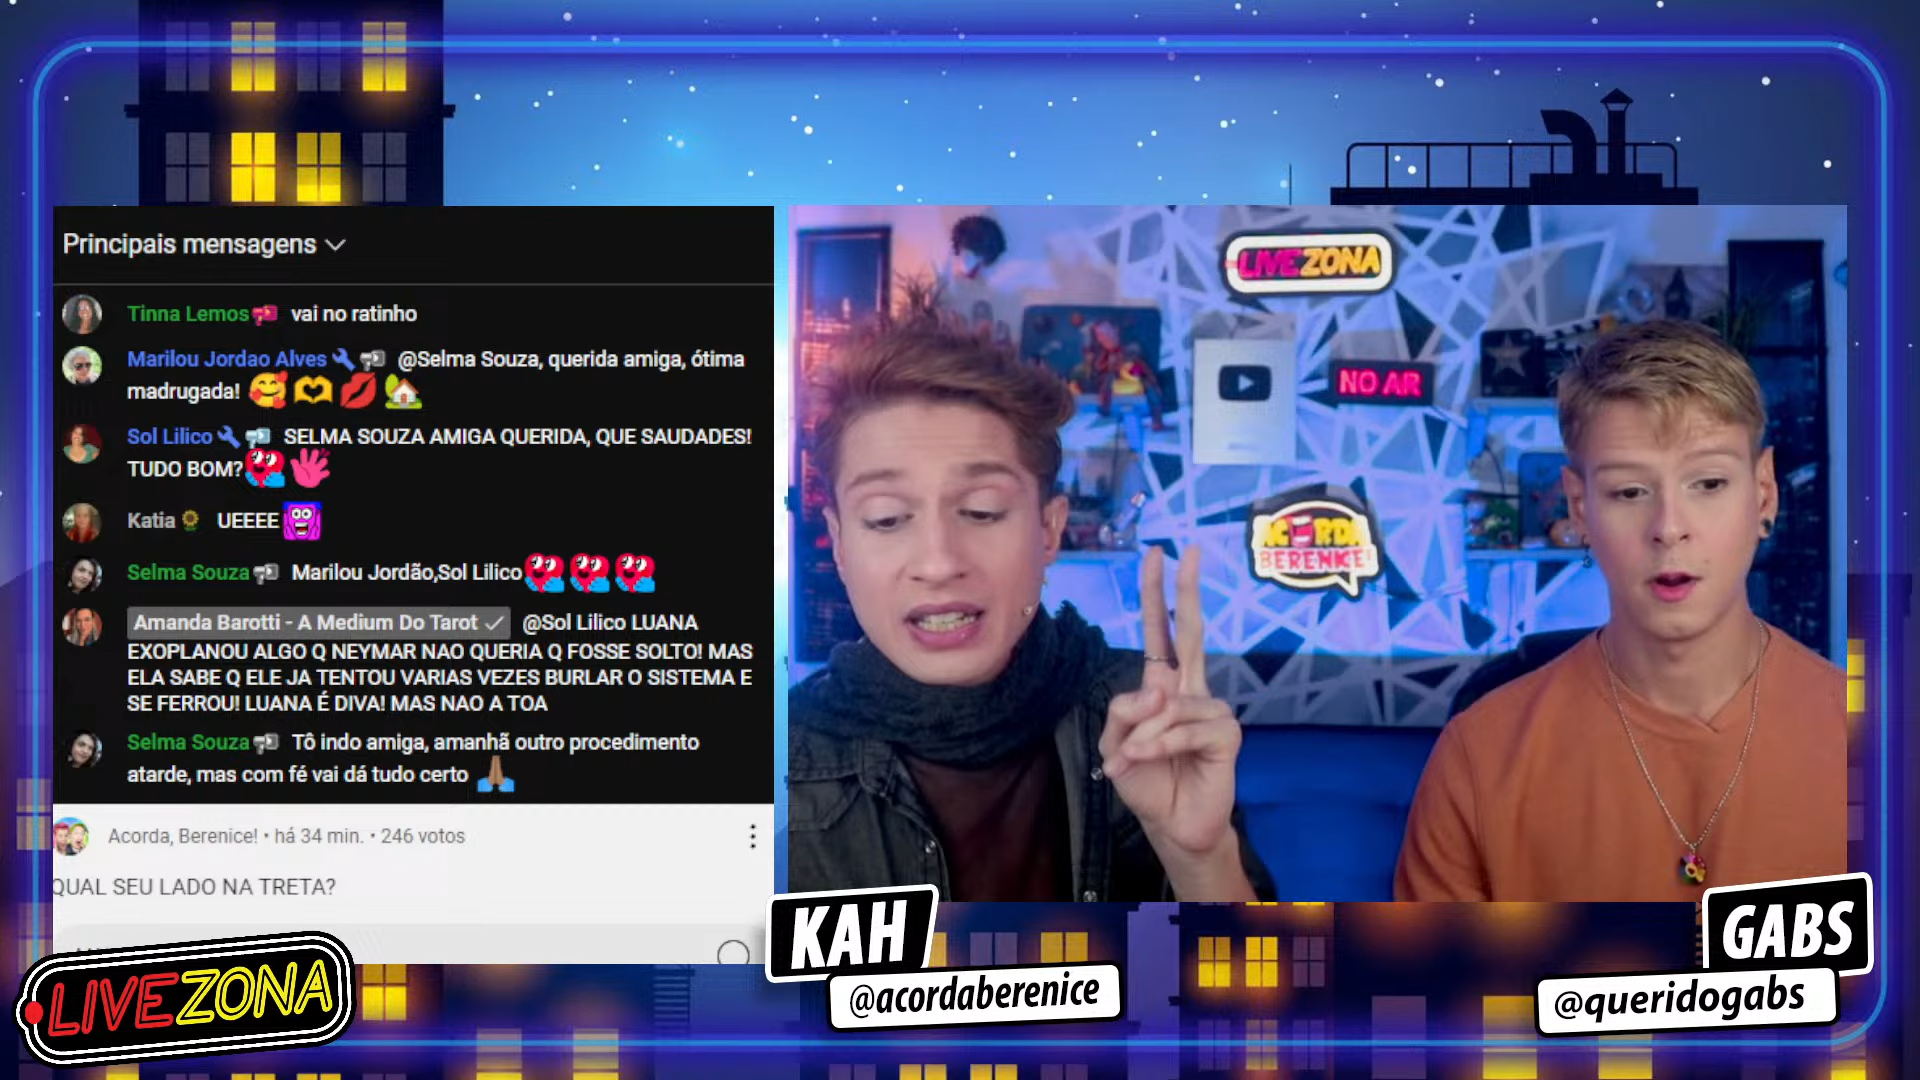 Principais mensagens
Tinna Lemos vai no ratinho
Marilou Jordao Alves @Selma Souza, querida amiga, ótima
madrugada!
Sol Lilico SELMA SOUZA AMIGA QUERIDA, QUE SAUDADES!
TUDO BOM?
Katia UEEEE
Selma Souza Marilou Jordão,Sol Lilico
Amanda Barotti - A Medium Do Tarot @Sol Lilico LUANA
EXOPLANOU ALGO Q NEYMAR NAO QUERIA Q FOSSE SOLTO! MAS
ELA SABE Q ELE JA TENTOU VARIAS VEZES BURLAR O SISTEMA E
SE FERROU! LUANA É DIVA! MAS NAO A TOA
Selma Souza Tô indo amiga, amanhã outro procedimento
atarde, mas com fé vai dá tudo certo
Acorda, Berenice! • há 34 min. • 246 votos
QUAL SEU LADO NA TRETA?
LIVEZONA
LIVEZONA
NO AR
ACORDA
BERENICE!
KAH
@acordaberenice
GABS
@queridogabs